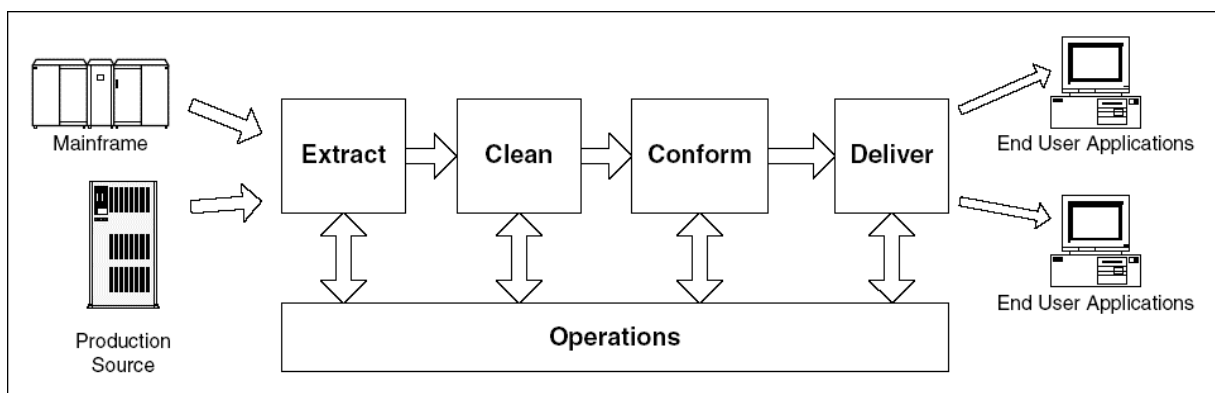 Mainframe
Production
Source
Extract
Clean
Conform
Deliver
Operations
End User Applications
End User Applications